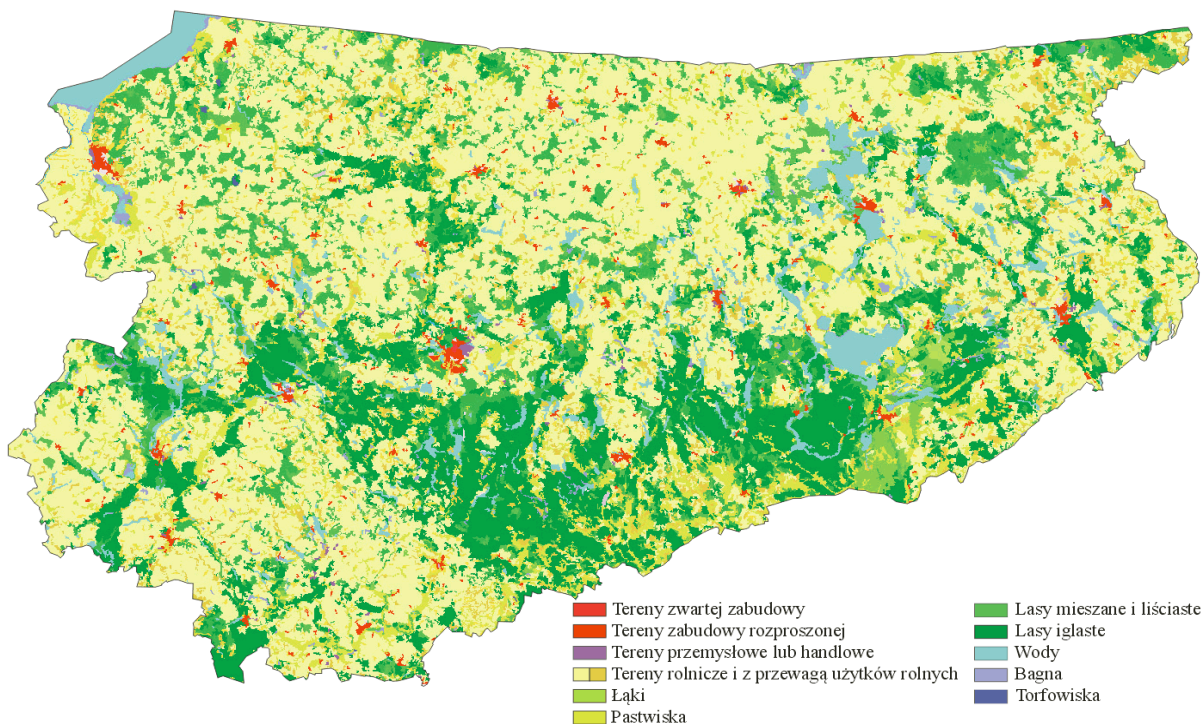 Tereny zwartej zabudowy
Tereny zabudowy rozproszonej
Tereny przemysłowe lub handlowe
Tereny rolnicze i z przewagą użytków rolnych
Łąki
Pastwiska
Lasy mieszane i liściaste
Lasy iglaste
Wody
Bagna
Torfowiska